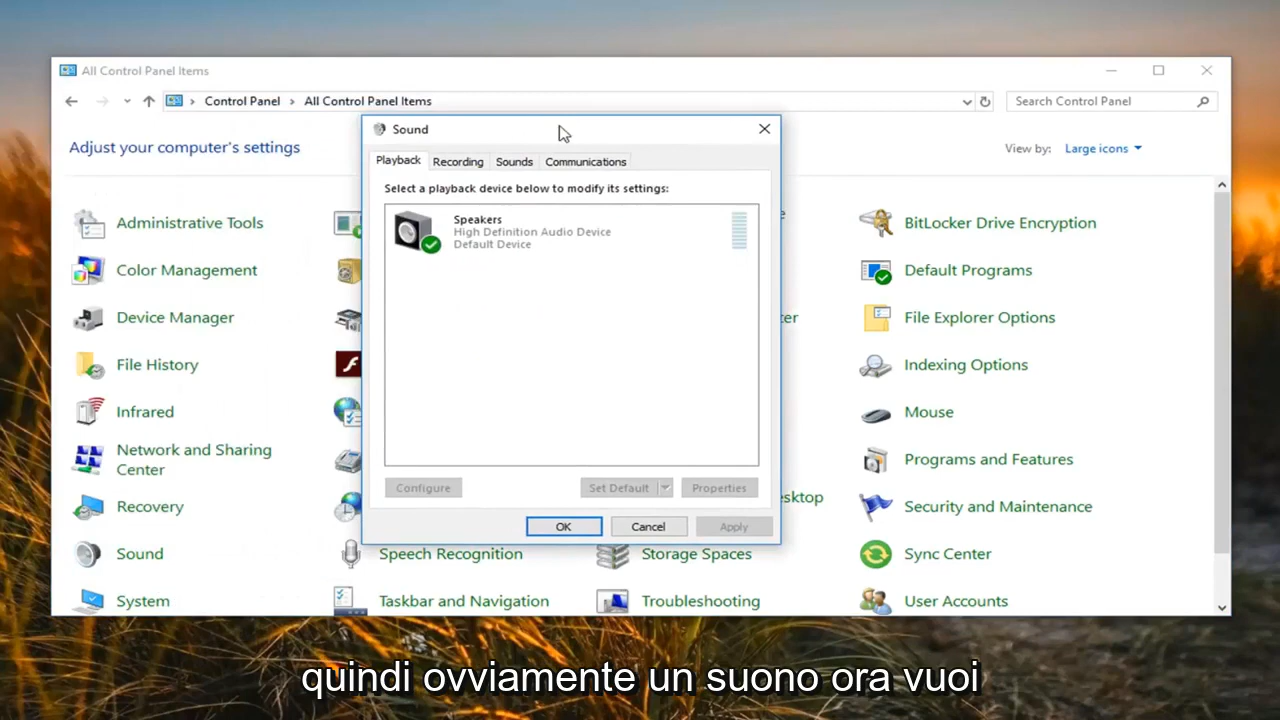 All Control Panel Items
Control Panel > All Control Panel Items
Search Control Panel
Adjust your computer's settings
View by: Large icons
Sound
Playback Recording Sounds Communications
Select a playback device below to modify its settings:
Speakers
High Definition Audio Device
Default Device
Configure Set Default Properties
OK Cancel Apply
Administrative Tools
BitLocker Drive Encryption
Color Management
Default Programs
Device Manager
File Explorer Options
File History
Indexing Options
Infrared
Mouse
Network and Sharing
Center
Programs and Features
Recovery
Security and Maintenance
Sound
Speech Recognition
Storage Spaces
Sync Center
System
Taskbar and Navigation
Troubleshooting
User Accounts
quindi ovviamente un suono ora vuoi